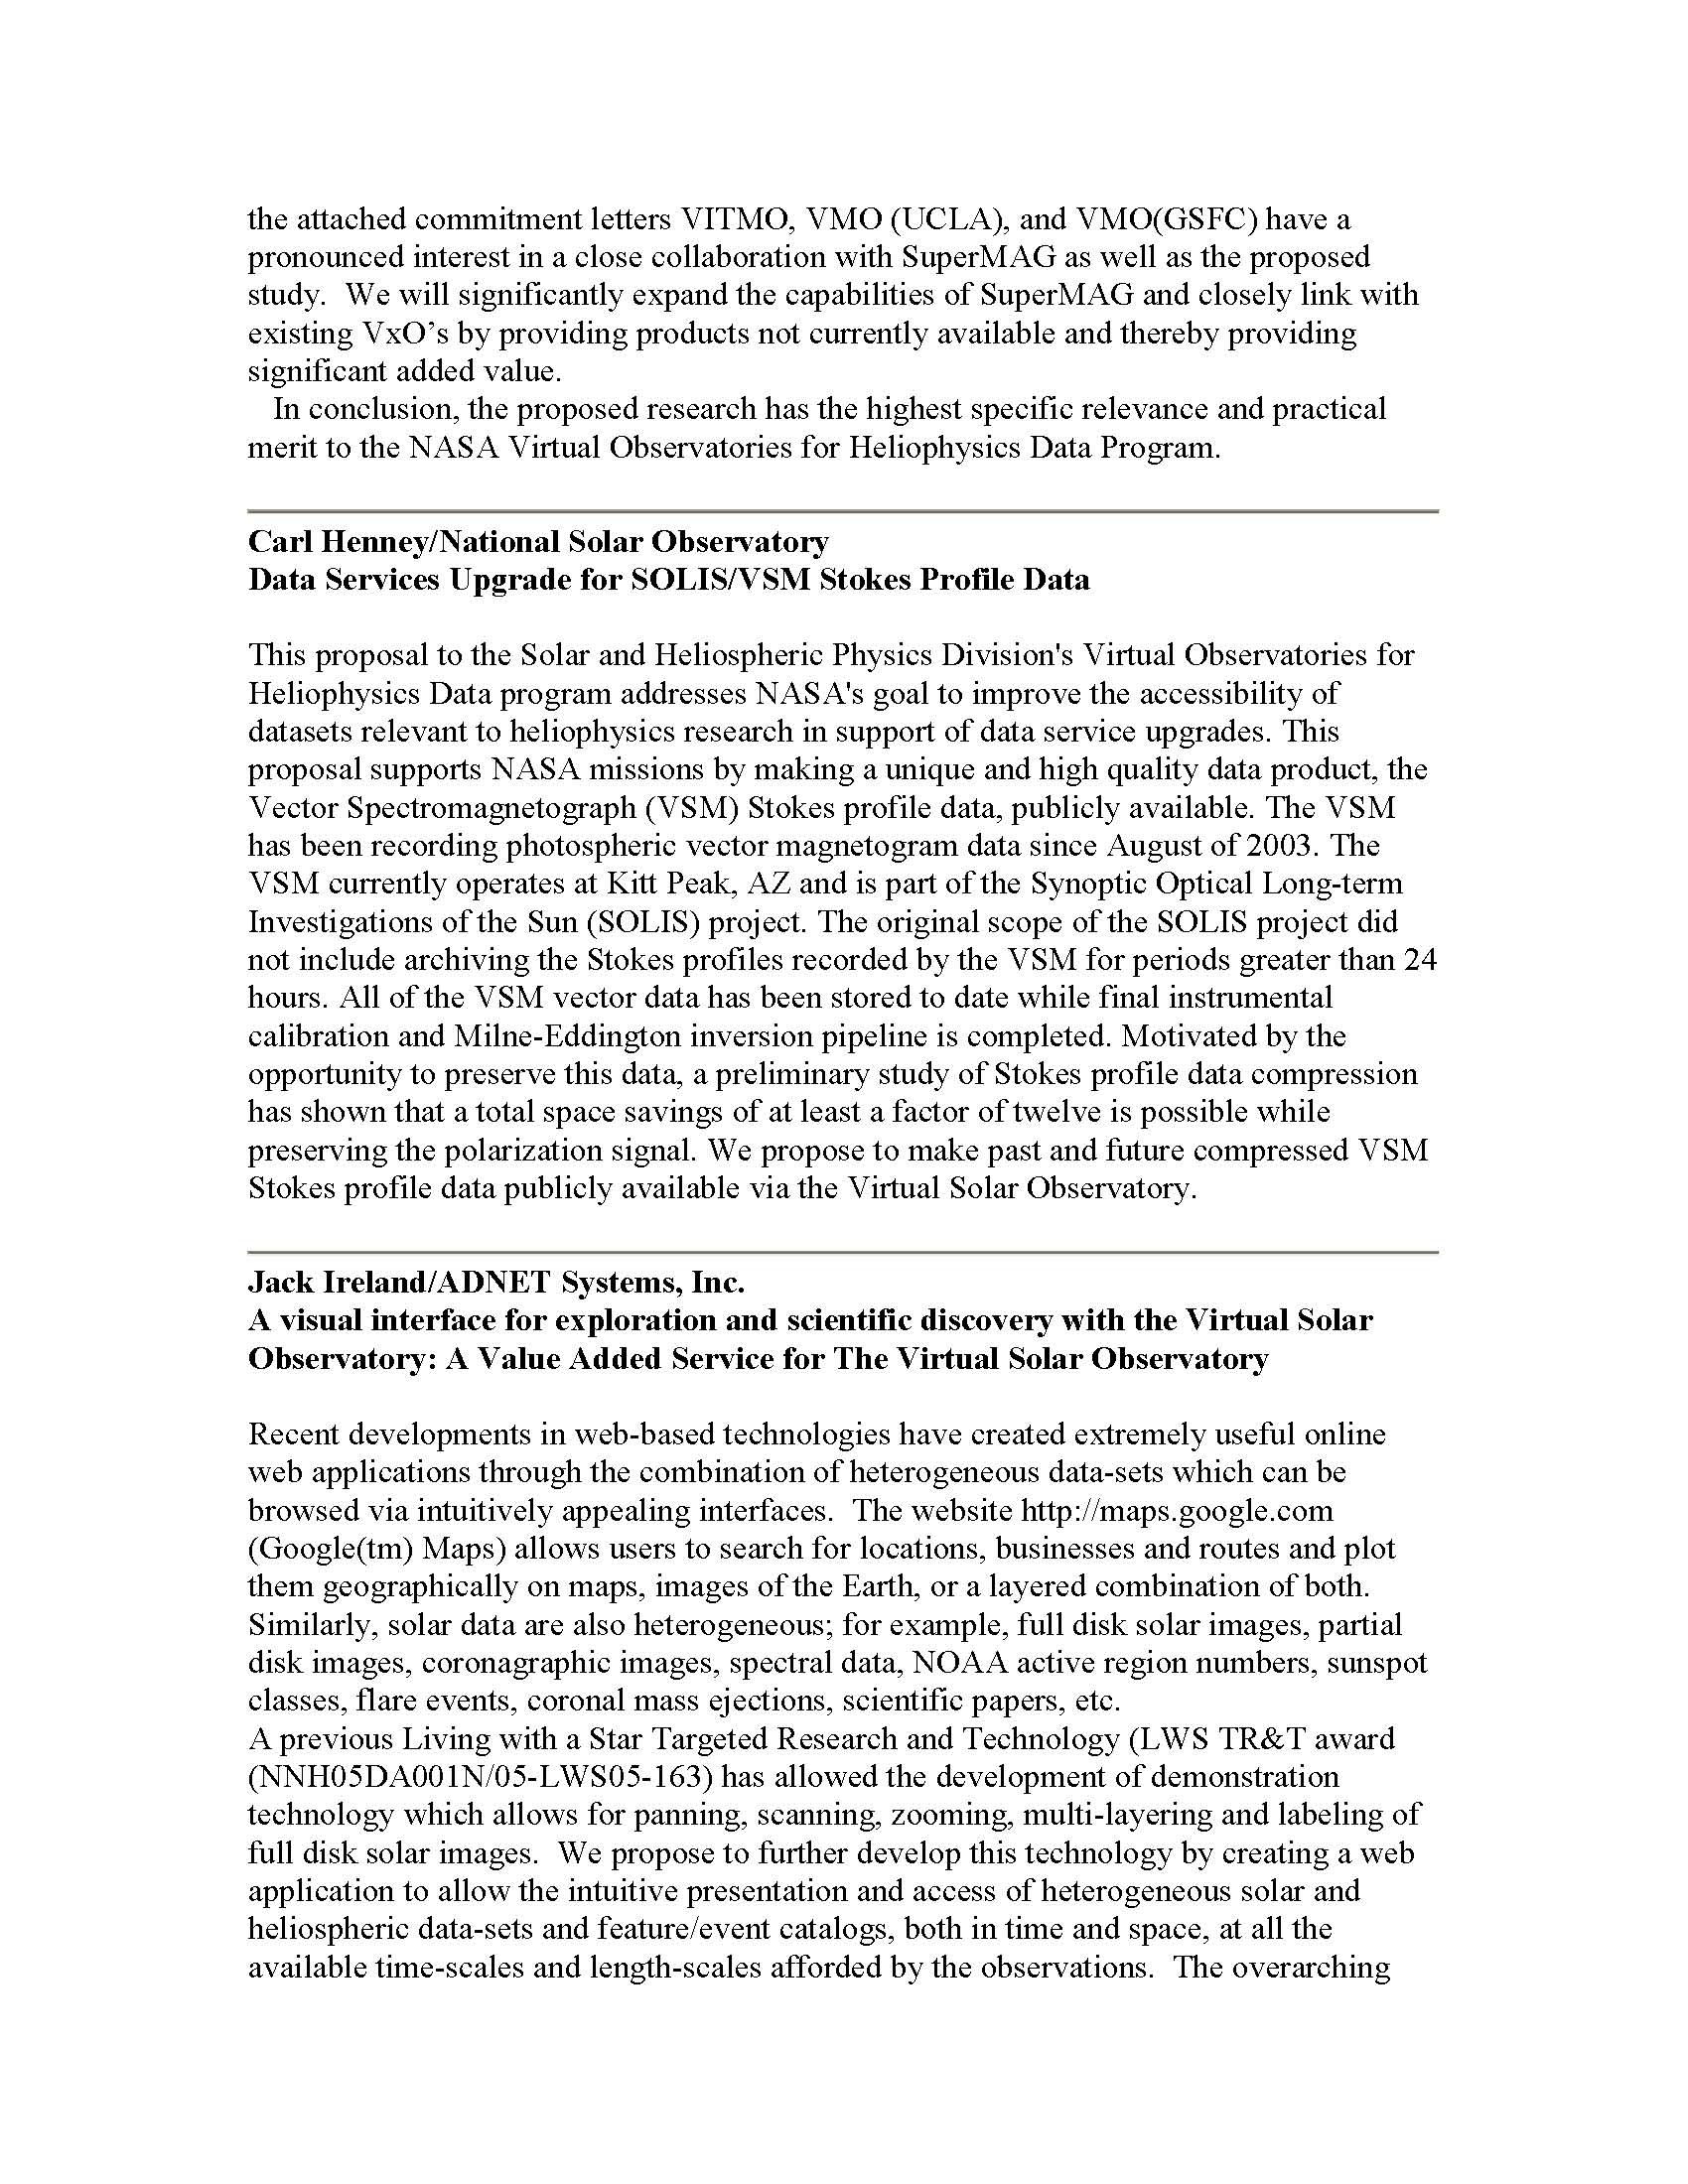 the attached commitment letters VITMO, VMO (UCLA), and VMO(GSFC) have a
pronounced interest in a close collaboration with SuperMAG as well as the proposed
study.  We will significantly expand the capabilities of SuperMAG and closely link with
existing VxO’s by providing products not currently available and thereby providing
significant added value.
In conclusion, the proposed research has the highest specific relevance and practical
merit to the NASA Virtual Observatories for Heliophysics Data Program.
Carl Henney/National Solar Observatory
Data Services Upgrade for SOLIS/VSM Stokes Profile Data
This proposal to the Solar and Heliospheric Physics Division's Virtual Observatories for
Heliophysics Data program addresses NASA's goal to improve the accessibility of
datasets relevant to heliophysics research in support of data service upgrades. This
proposal supports NASA missions by making a unique and high quality data product, the
Vector Spectromagnetograph (VSM) Stokes profile data, publicly available. The VSM
has been recording photospheric vector magnetogram data since August of 2003. The
VSM currently operates at Kitt Peak, AZ and is part of the Synoptic Optical Long-term
Investigations of the Sun (SOLIS) project. The original scope of the SOLIS project did
not include archiving the Stokes profiles recorded by the VSM for periods greater than 24
hours. All of the VSM vector data has been stored to date while final instrumental
calibration and Milne-Eddington inversion pipeline is completed. Motivated by the
opportunity to preserve this data, a preliminary study of Stokes profile data compression
has shown that a total space savings of at least a factor of twelve is possible while
preserving the polarization signal. We propose to make past and future compressed VSM
Stokes profile data publicly available via the Virtual Solar Observatory.
Jack Ireland/ADNET Systems, Inc.
A visual interface for exploration and scientific discovery with the Virtual Solar
Observatory: A Value Added Service for The Virtual Solar Observatory
Recent developments in web-based technologies have created extremely useful online
web applications through the combination of heterogeneous data-sets which can be
browsed via intuitively appealing interfaces.  The website http://maps.google.com
(Google(tm) Maps) allows users to search for locations, businesses and routes and plot
them geographically on maps, images of the Earth, or a layered combination of both.
Similarly, solar data are also heterogeneous; for example, full disk solar images, partial
disk images, coronagraphic images, spectral data, NOAA active region numbers, sunspot
classes, flare events, coronal mass ejections, scientific papers, etc.
A previous Living with a Star Targeted Research and Technology (LWS TR&T award
(NNH05DA001N/05-LWS05-163) has allowed the development of demonstration
technology which allows for panning, scanning, zooming, multi-layering and labeling of
full disk solar images.  We propose to further develop this technology by creating a web
application to allow the intuitive presentation and access of heterogeneous solar and
heliospheric data-sets and feature/event catalogs, both in time and space, at all the
available time-scales and length-scales afforded by the observations.  The overarching